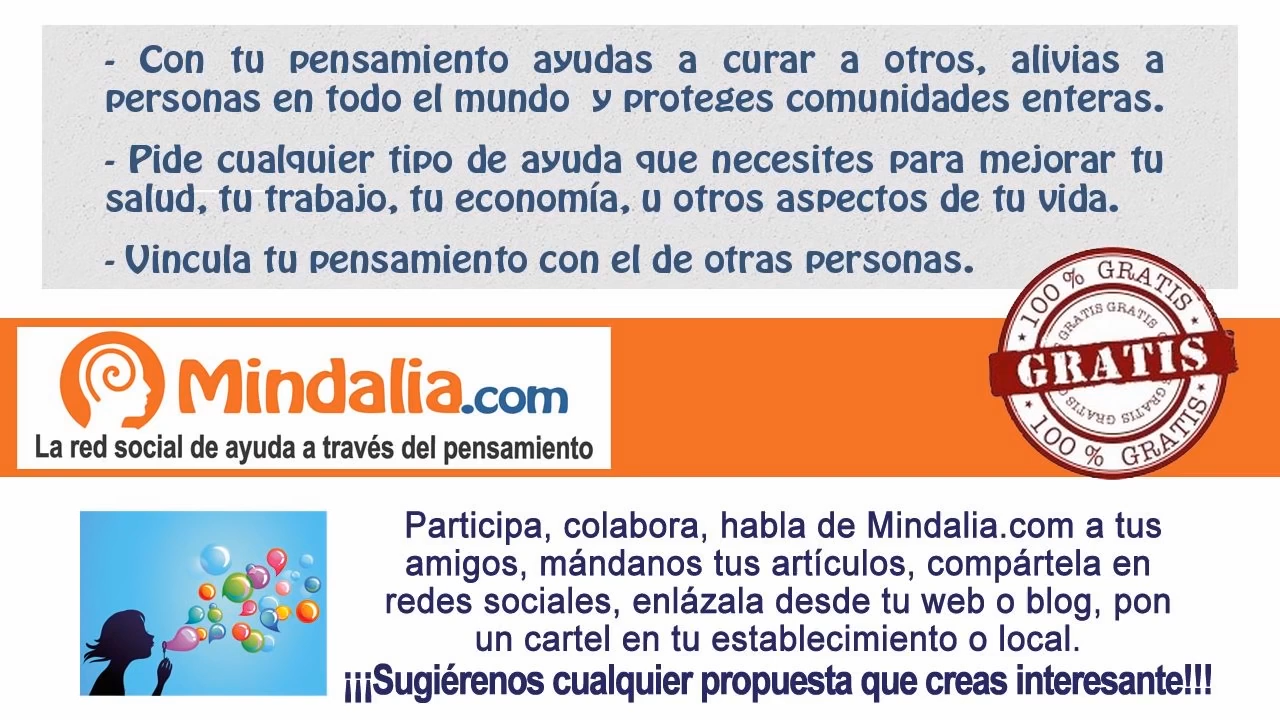 - Con tu pensamiento ayudas a curar a otros, alivias a
personas en todo el mundo y proteges comunidades enteras.
- Pide cualquier tipo de ayuda que necesites para mejorar tu
salud, tu trabajo, tu economía, u otros aspectos de tu vida.
- Vincula tu pensamiento con el de otras personas.
100 % GRATIS
GRATIS GRATIS
GRATIS
GRATIS GRATIS
100 % GRATIS
Mindalia.com
La red social de ayuda a través del pensamiento
Participa, colabora, habla de Mindalia.com a tus
amigos, mándanos tus artículos, compártela en
redes sociales, enlázala desde tu web o blog, pon
un cartel en tu establecimiento o local.
¡¡¡Sugiérenos cualquier propuesta que creas interesante!!!